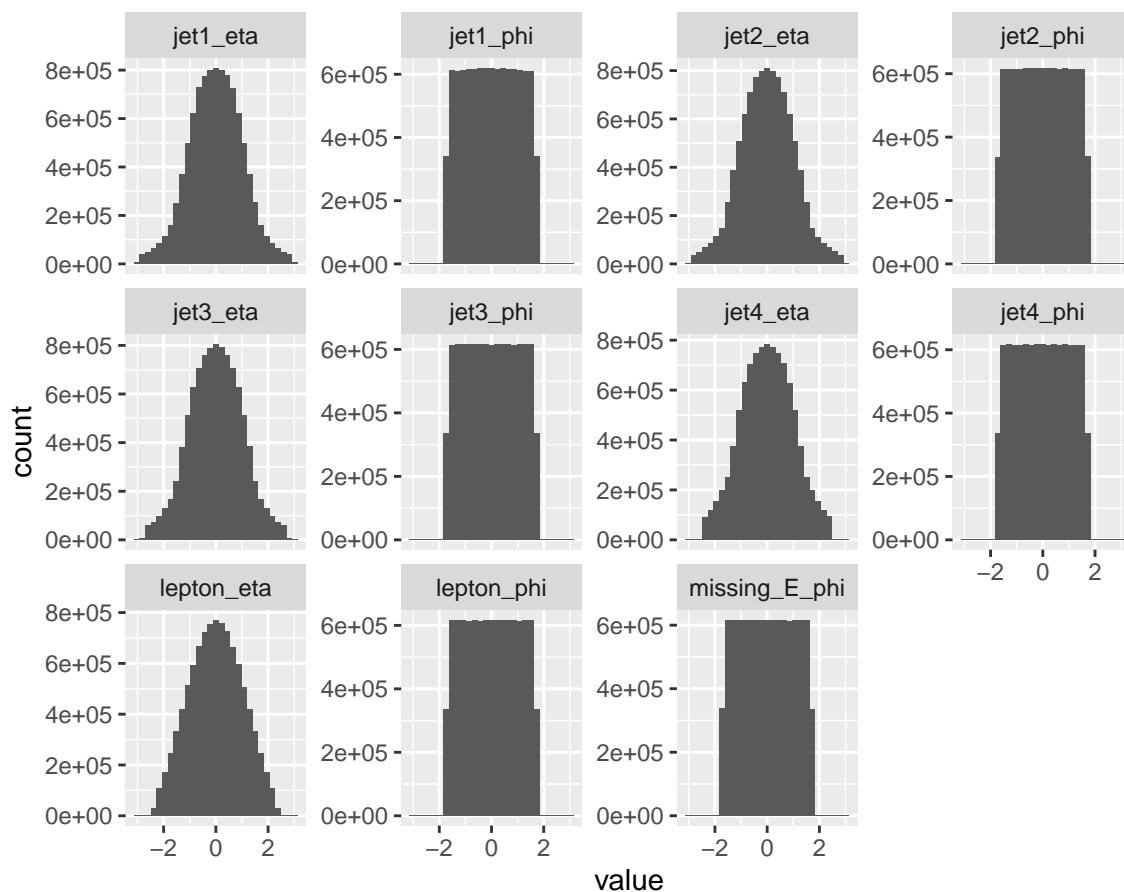 jet1_eta jet1_phi jet2_eta jet2_phi
8e+05 6e+05 8e+05 6e+05
6e+05 4e+05 6e+05 4e+05
4e+05 2e+05 4e+05 2e+05
2e+05 0e+00 2e+05 0e+00
0e+00 0e+00
jet3_eta jet3_phi jet4_eta jet4_phi
8e+05 6e+05 8e+05 6e+05
6e+05 4e+05 6e+05 4e+05
4e+05 2e+05 4e+05 2e+05
2e+05 0e+00 2e+05 0e+00
0e+00 0e+00
−2 0 2
count
lepton_eta lepton_phi missing_E_phi
8e+05 6e+05 6e+05
6e+05 4e+05 4e+05
4e+05 2e+05 2e+05
2e+05 0e+00 0e+00
0e+00
−2 0 2 −2 0 2 −2 0 2
value